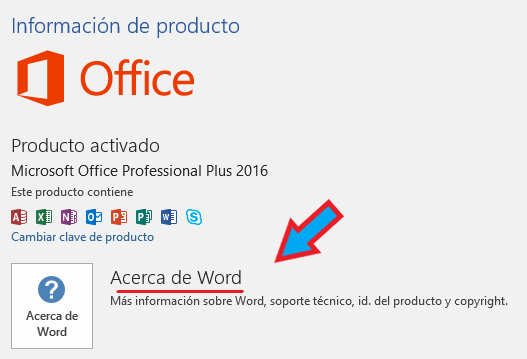 Información de producto
Office
Producto activado
Microsoft Office Professional Plus 2016
Este producto contiene
A X N O P P W S
Cambiar clave de producto
?
Acerca de
Word
Acerca de Word
Más información sobre Word, soporte técnico, id. del producto y copyright.